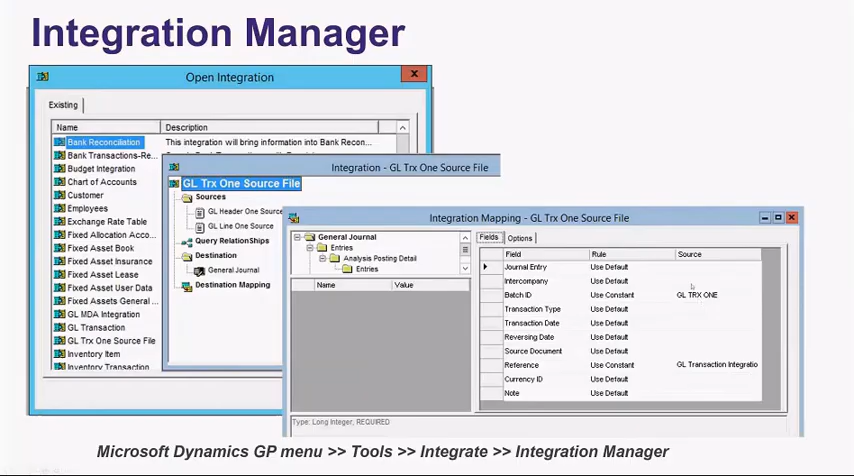 Integration Manager
Open Integration
Existing
Name Description
Bank Reconciliation This integration will bring information into Bank Recon...
Bank Transactions-Re...
Budget Integration
Chart of Accounts
Customer
Employees
Exchange Rate Table
Fixed Allocation Acco...
Fixed Asset Book
Fixed Asset Insurance
Fixed Asset Lease
Fixed Asset User Data
Fixed Assets General ...
GL MDA Integration
GL Transaction
GL Trx One Source File
Inventory Item
Inventory Transaction
Integration - GL Trx One Source File
GL Trx One Source File
Sources
GL Header One Source
GL Line One Source
Query Relationships
Destination
General Journal
Destination Mapping
Integration Mapping - GL Trx One Source File
General Journal
Entries
Analysis Posting Detail
Entries
Name Value
Fields Options
Field Rule Source
Journal Entry Use Default
Intercompany Use Default
Batch ID Use Constant GL TRX ONE
Transaction Type Use Default
Transaction Date Use Default
Reversing Date Use Default
Source Document Use Default
Reference Use Constant GL Transaction Integratio
Currency ID Use Default
Note Use Default
Type: Long Integer, REQUIRED
Microsoft Dynamics GP menu >> Tools >> Integrate >> Integration Manager